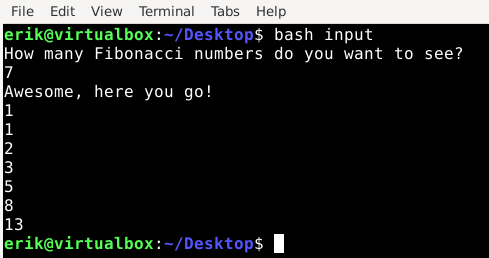 File Edit View Terminal Tabs Help
erik@virtualbox:~/Desktop$ bash input
How many Fibonacci numbers do you want to see?
7
Awesome, here you go!
1
1
2
3
5
8
13
erik@virtualbox:~/Desktop$